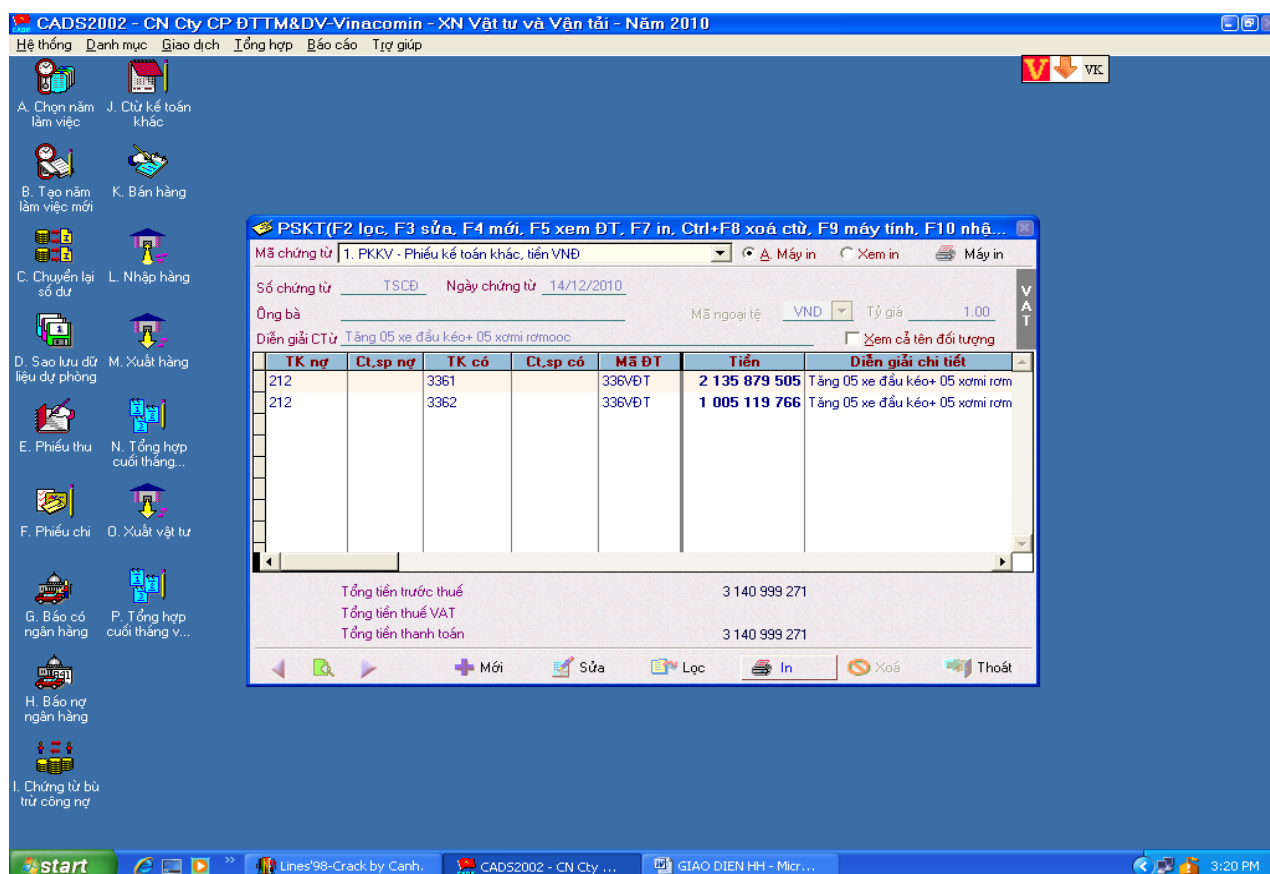 CADS2002 - CN Cty CP ĐTTM&DV-Vinacomin - XN Vật tư và Vận tải - Năm 2010
Hệ thống Danh mục Giao dịch Tổng hợp Báo cáo Trợ giúp
V VK
A. Chọn năm làm việc
J. Ctừ kế toán khác
B. Tạo năm làm việc mới
K. Bán hàng
C. Chuyển lại số dư
L. Nhập hàng
D. Sao lưu dữ liệu dự phòng
M. Xuất hàng
E. Phiếu thu
N. Tổng hợp cuối tháng...
F. Phiếu chi
O. Xuất vật tư
G. Báo có ngân hàng
P. Tổng hợp cuối tháng v...
H. Báo nợ ngân hàng
I. Chứng từ bù trừ công nợ
PSKT(F2 lọc, F3 sửa, F4 mới, F5 xem ĐT, F7 in, Ctrl+F8 xoá ctừ, F9 máy tính, F10 nhậ...
Mã chứng từ 1. PKKV - Phiếu kế toán khác, tiền VNĐ A. Máy in Xem in Máy in
Số chứng từ TSCĐ Ngày chứng từ 14/12/2010
Ông bà Mã ngoại tệ VND Tỷ giá 1.00
Diễn giải CTừ Tăng 05 xe đầu kéo+ 05 xơmi rơmooc Xem cả tên đối tượng
VAT
TK nợ Ct,sp nợ TK có Ct,sp có Mã ĐT Tiền Diễn giải chi tiết
212 3361 336VĐT 2 135 879 505 Tăng 05 xe đầu kéo+ 05 xơmi rơm
212 3362 336VĐT 1 005 119 766 Tăng 05 xe đầu kéo+ 05 xơmi rơm
Tổng tiền trước thuế 3 140 999 271
Tổng tiền thuế VAT
Tổng tiền thanh toán 3 140 999 271
Mới Sửa Lọc In Xoá Thoát
start Lines'98-Crack by Canh. CADS2002 - CN Cty ... GIAO DIEN HH - Micr... 3:20 PM